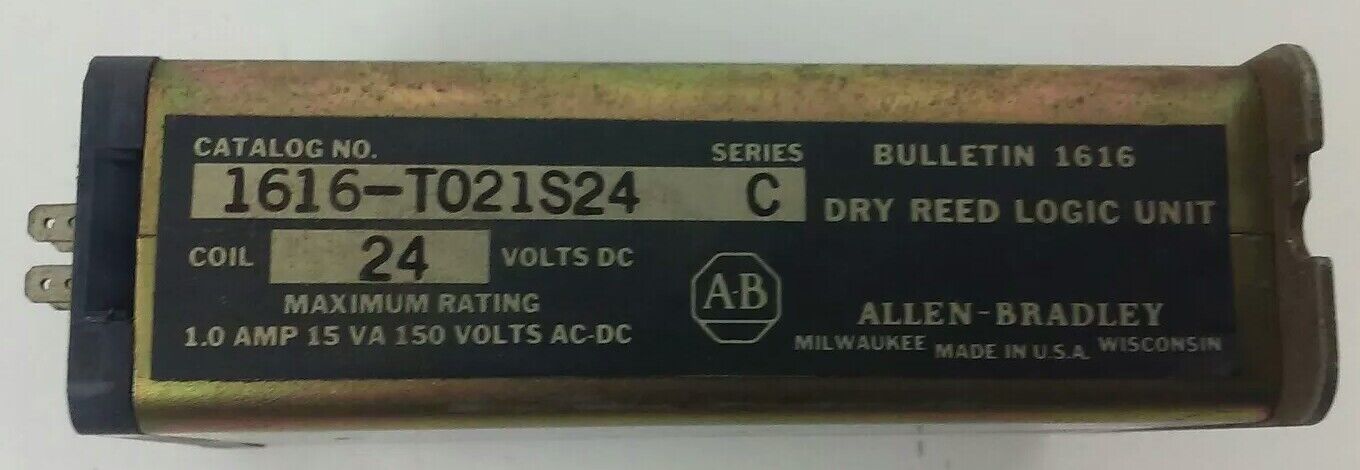 CATALOG NO. SERIES
1616-T021S24 C
COIL 24 VOLTS DC
MAXIMUM RATING
1.0 AMP 15 VA 150 VOLTS AC-DC
BULLETIN 1616
DRY REED LOGIC UNIT
A-B
ALLEN-BRADLEY
MILWAUKEE MADE IN U.S.A. WISCONSIN